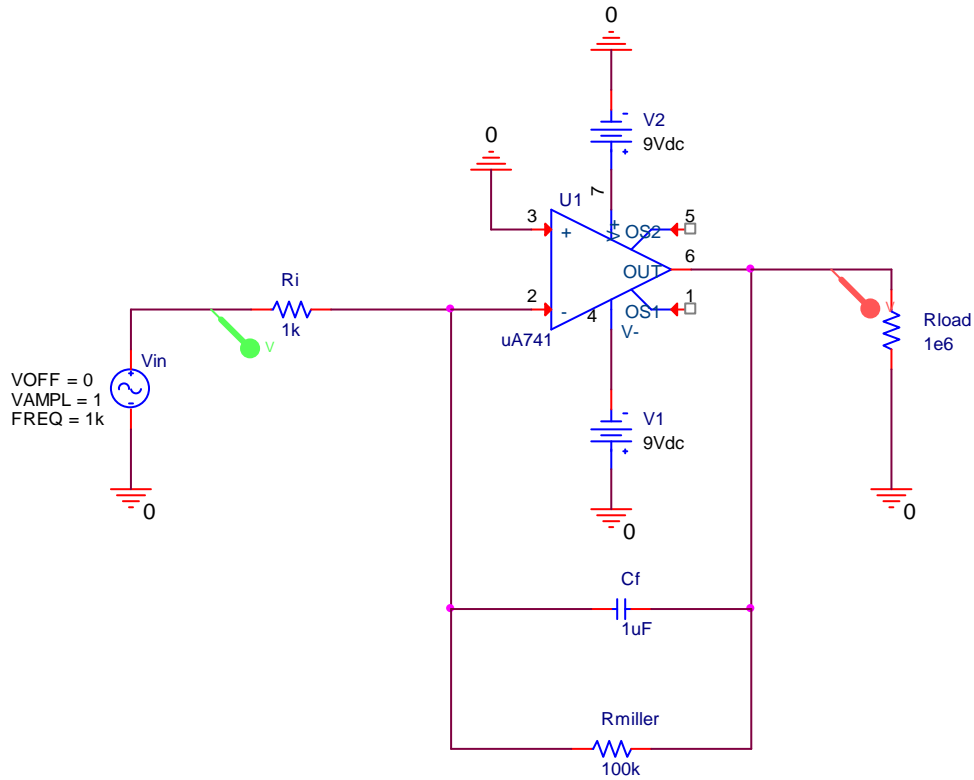 0
V2
9Vdc
-
+
0
7
U1
3
+
V+
OS2
5
6
OUT
2
-
4
V-
OS1
1
uA741
Ri
1k
V
V
Rload
1e6
Vin
+
-
VOFF = 0
VAMPL = 1
FREQ = 1k
V1
9Vdc
-
+
0
0
0
Cf
1uF
Rmiller
100k